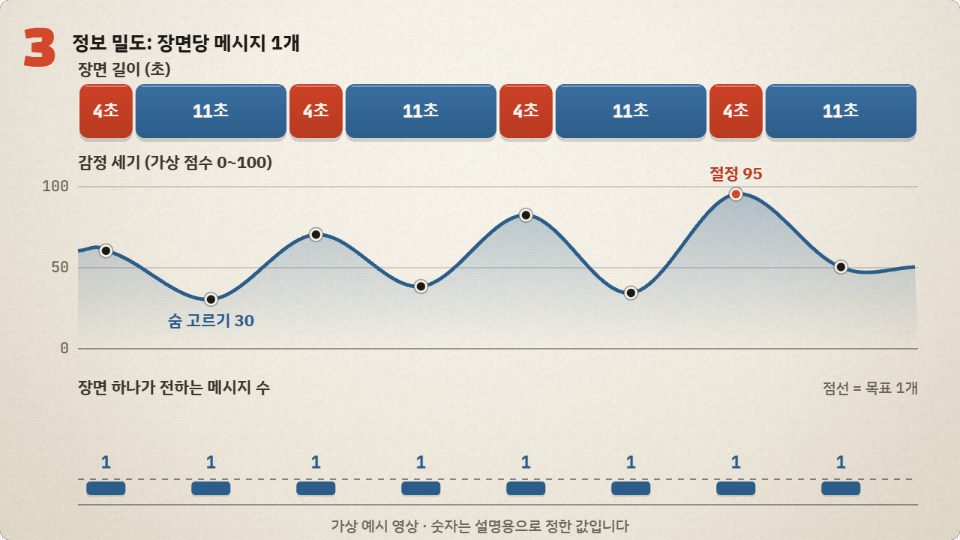 3 정보 밀도: 장면당 메시지 1개
장면 길이 (초)
4초 11초 4초 11초 4초 11초 4초 11초
감정 세기 (가상 점수 0~100)
절정 95
100
50
숨 고르기 30
0
장면 하나가 전하는 메시지 수 점선 = 목표 1개
1 1 1 1 1 1 1 1
가상 예시 영상 · 숫자는 설명용으로 정한 값입니다